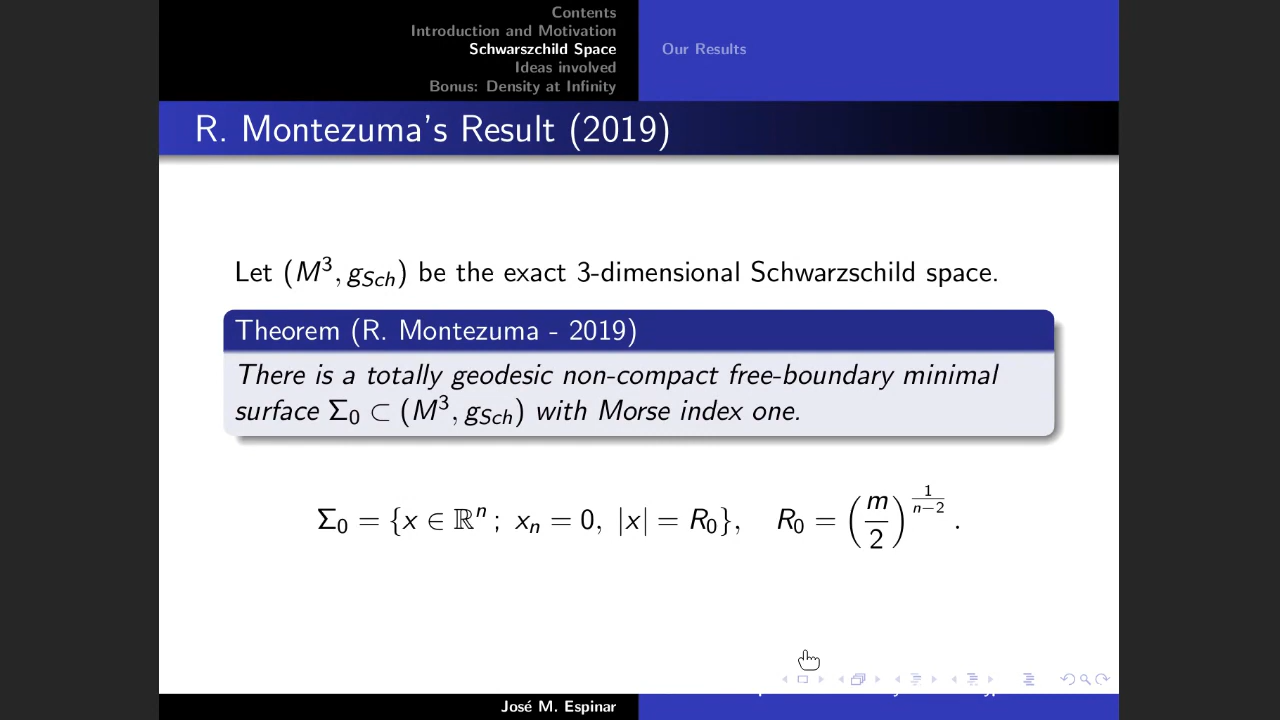 Contents
Introduction and Motivation
Schwarszchild Space
Ideas involved
Bonus: Density at Infinity
Our Results
R. Montezuma's Result (2019)
Let (M³, g_Sch) be the exact 3-dimensional Schwarzschild space.
Theorem (R. Montezuma - 2019)
There is a totally geodesic non-compact free-boundary minimal
surface Σ₀ ⊂ (M³, g_Sch) with Morse index one.
Σ₀ = {x ∈ ℝⁿ ; xₙ = 0, |x| = R₀}, R₀ = (m/2)^(1/(n−2)) .
José M. Espinar